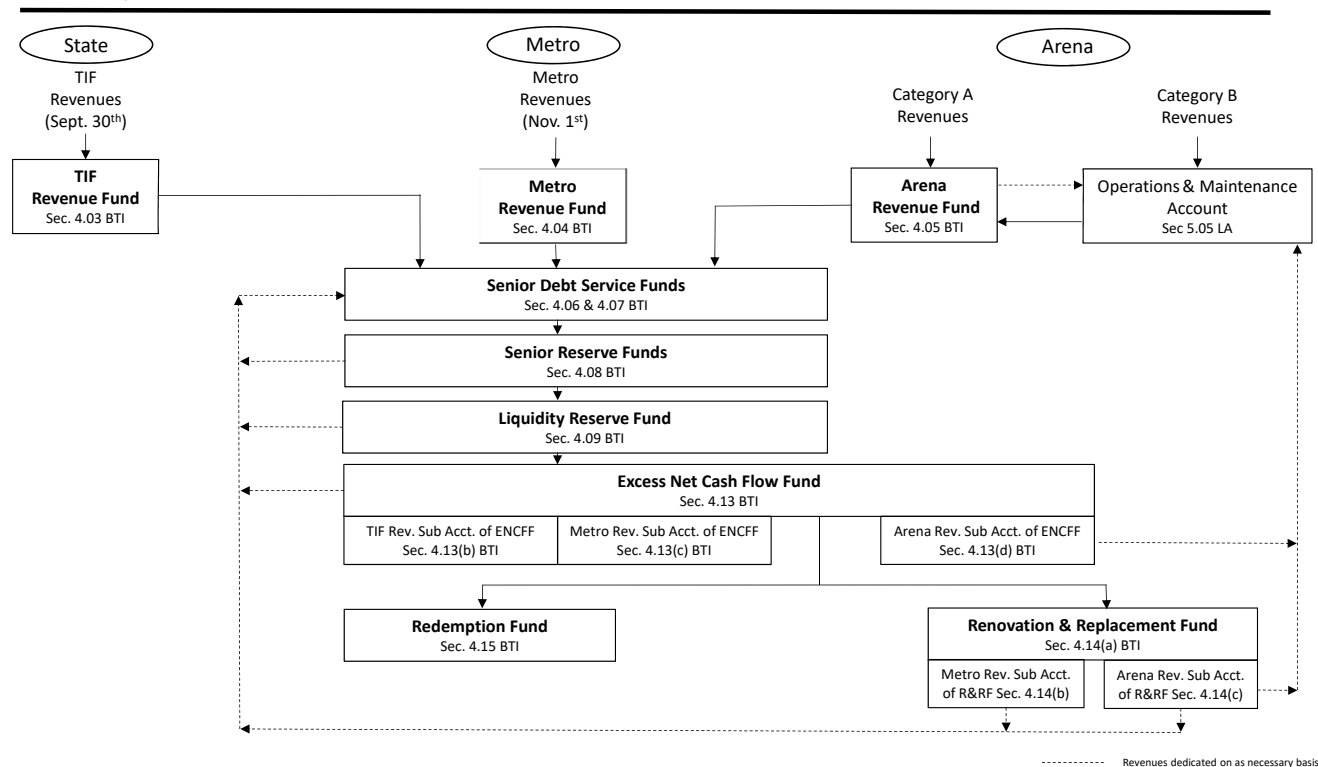 State
Metro
Arena
TIF
Revenues
(Sept. 30th)
Metro
Revenues
(Nov. 1st)
Category A
Revenues
Category B
Revenues
TIF
Revenue Fund
Sec. 4.03 BTI
Metro
Revenue Fund
Sec. 4.04 BTI
Arena
Revenue Fund
Sec. 4.05 BTI
Operations & Maintenance
Account
Sec 5.05 LA
Senior Debt Service Funds
Sec. 4.06 & 4.07 BTI
Senior Reserve Funds
Sec. 4.08 BTI
Liquidity Reserve Fund
Sec. 4.09 BTI
Excess Net Cash Flow Fund
Sec. 4.13 BTI
TIF Rev. Sub Acct. of ENCFF
Sec. 4.13(b) BTI
Metro Rev. Sub Acct. of ENCFF
Sec. 4.13(c) BTI
Arena Rev. Sub Acct. of ENCFF
Sec. 4.13(d) BTI
Redemption Fund
Sec. 4.15 BTI
Renovation & Replacement Fund
Sec. 4.14(a) BTI
Metro Rev. Sub Acct.
of R&RF Sec. 4.14(b)
Arena Rev. Sub Acct.
of R&RF Sec. 4.14(c)
Revenues dedicated on as necessary basis